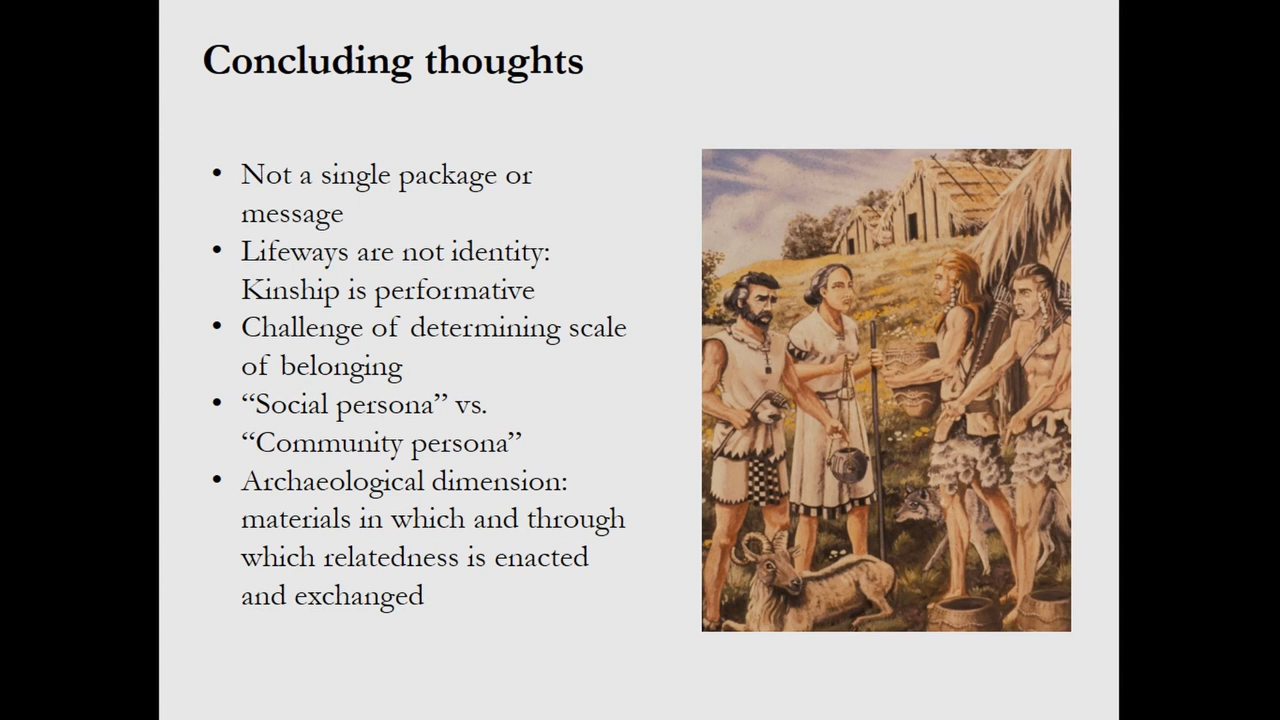 Concluding thoughts
• Not a single package or
message
• Lifeways are not identity:
Kinship is performative
• Challenge of determining scale
of belonging
• “Social persona” vs.
“Community persona”
• Archaeological dimension:
materials in which and through
which relatedness is enacted
and exchanged